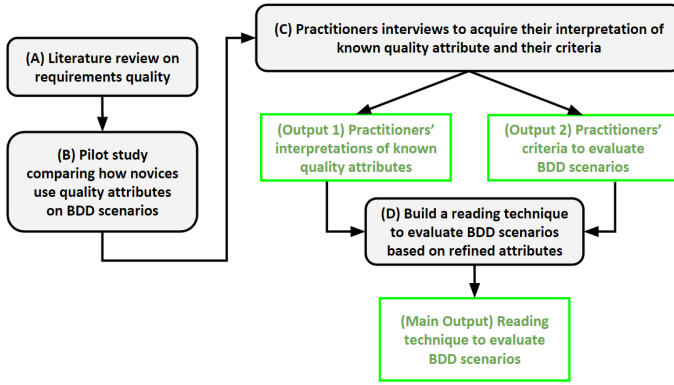 (A) Literature review on
requirements quality
(B) Pilot study
comparing how novices
use quality attributes
on BDD scenarios
(C) Practitioners interviews to acquire their interpretation of
known quality attribute and their criteria
(Output 1) Practitioners'
interpretations of known
quality attributes
(Output 2) Practitioners'
criteria to evaluate
BDD scenarios
(D) Build a reading technique
to evaluate BDD scenarios
based on refined attributes
(Main Output) Reading
technique to evaluate
BDD scenarios